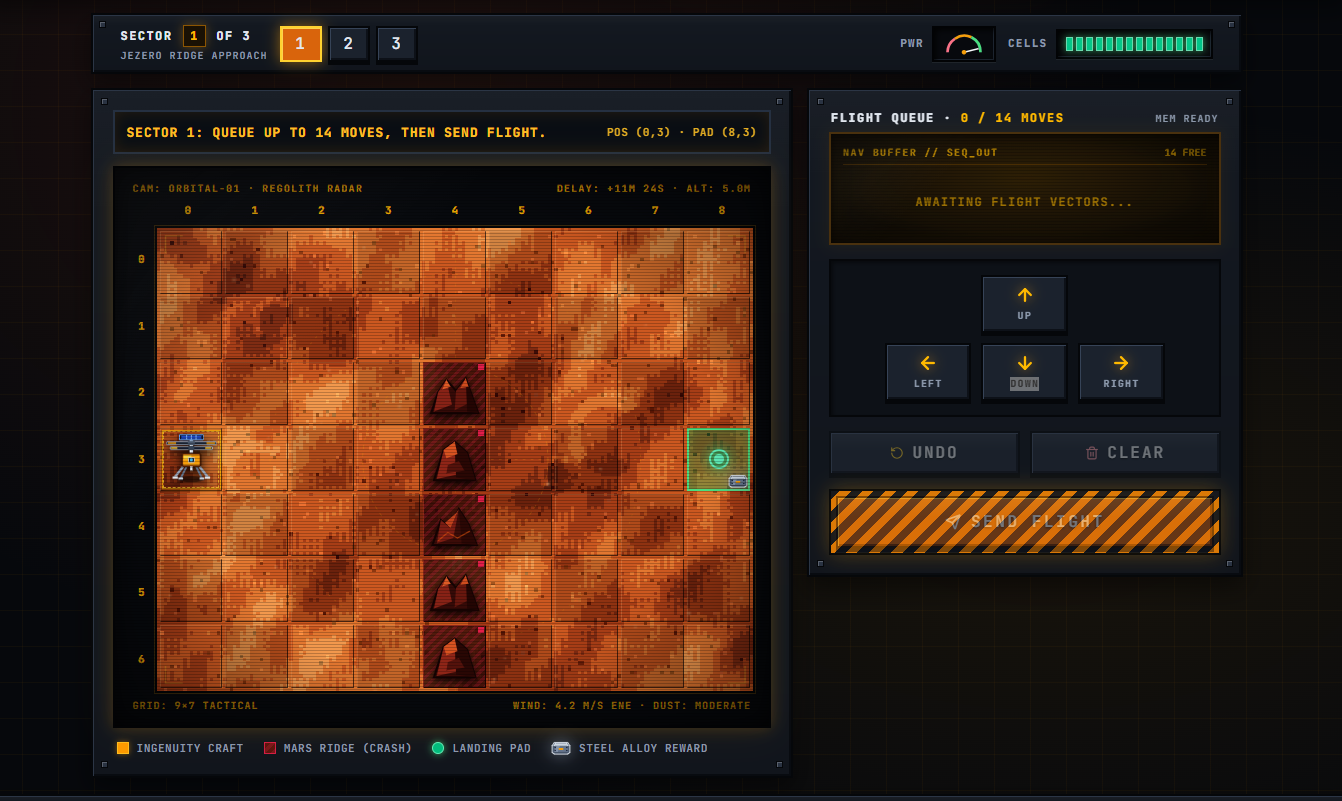 SECTOR 1 OF 3
JEZERO RIDGE APPROACH
1 2 3
PWR
CELLS
SECTOR 1: QUEUE UP TO 14 MOVES, THEN SEND FLIGHT.
POS (0,3) · PAD (8,3)
CAM: ORBITAL-01 · REGOLITH RADAR
DELAY: +11M 24S · ALT: 5.0M
0 1 2 3 4 5 6 7 8
0
1
2
3
4
5
6
GRID: 9×7 TACTICAL
WIND: 4.2 M/S ENE · DUST: MODERATE
INGENUITY CRAFT
MARS RIDGE (CRASH)
LANDING PAD
STEEL ALLOY REWARD
FLIGHT QUEUE · 0 / 14 MOVES
MEM READY
NAV BUFFER // SEQ_OUT
14 FREE
AWAITING FLIGHT VECTORS...
UP
LEFT
DOWN
RIGHT
UNDO
CLEAR
SEND FLIGHT